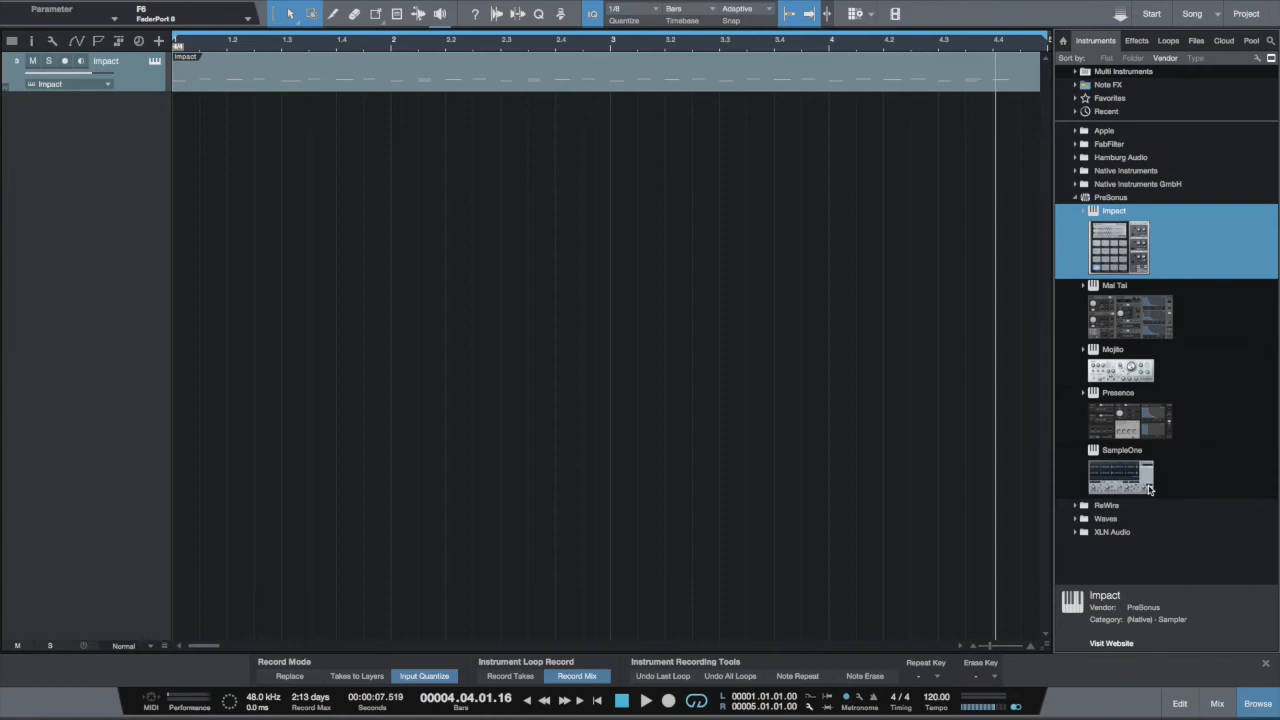 Parameter F6
FaderPort 8
? Q IQ 1/8 Bars Adaptive
Quantize Timebase Snap
Start Song Project
1.2 1.3 1.4 2 2.2 2.3 2.4 3 3.2 3.3 3.4 4 4.2 4.3 4.4
4/4
Instruments Effects Loops Files Cloud Pool
Sort by: Flat Folder Vendor Type
3 M S Impact
Impact
Impact
Multi Instruments
Note FX
Favorites
Recent
Apple
FabFilter
Hamburg Audio
Native Instruments
Native Instruments GmbH
PreSonus
Impact
Mai Tai
Mojito
Presence
SampleOne
ReWire
Waves
XLN Audio
Impact
Vendor: PreSonus
Category: (Native) - Sampler
Visit Website
M S Normal
Record Mode Instrument Loop Record Instrument Recording Tools Repeat Key Erase Key
Replace Takes to Layers Input Quantize Record Takes Record Mix Undo Last Loop Undo All Loops Note Repeat Note Erase - -
MIDI Performance
48.0 kHz
0.0 ms
2:13 days
Record Max
00:00:07.519
Seconds
00004.04.01.16
Bars
L 00001.01.01.00
R 00005.01.01.00
Metronome
4 / 4
Timing
120.00
Tempo
Edit Mix Browse